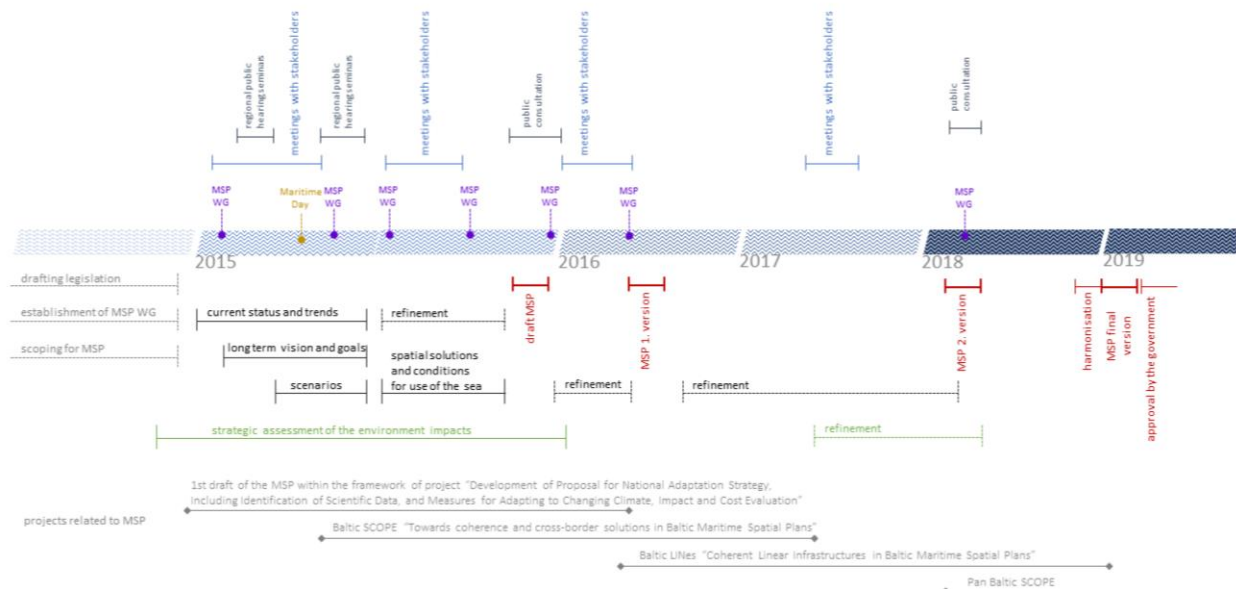 regional public
hearing seminars
meetings with stakeholders
regional public
hearing seminars
meetings with stakeholders
public
consultation
meetings with stakeholders
meetings with stakeholders
public
consultation
MSP
WG
Maritime
Day
MSP
WG
MSP
WG
MSP
WG
MSP
WG
MSP
WG
MSP
WG
2015
2016
2017
2018
2019
drafting legislation
establishment of MSP WG
scoping for MSP
current status and trends
refinement
long term vision and goals
scenarios
spatial solutions
and conditions
for use of the sea
draft MSP
MSP 1. version
MSP 2. version
harmonisation
MSP final
version
approval by the government
refinement
refinement
strategic assessment of the environment impacts
refinement
projects related to MSP
1st draft of the MSP within the framework of project "Development of Proposal for National Adaptation Strategy,
Including Identification of Scientific Data, and Measures for Adapting to Changing Climate, Impact and Cost Evaluation"
Baltic SCOPE "Towards coherence and cross-border solutions in Baltic Maritime Spatial Plans"
Baltic LINes "Coherent Linear Infrastructures in Baltic Maritime Spatial Plans"
Pan Baltic SCOPE